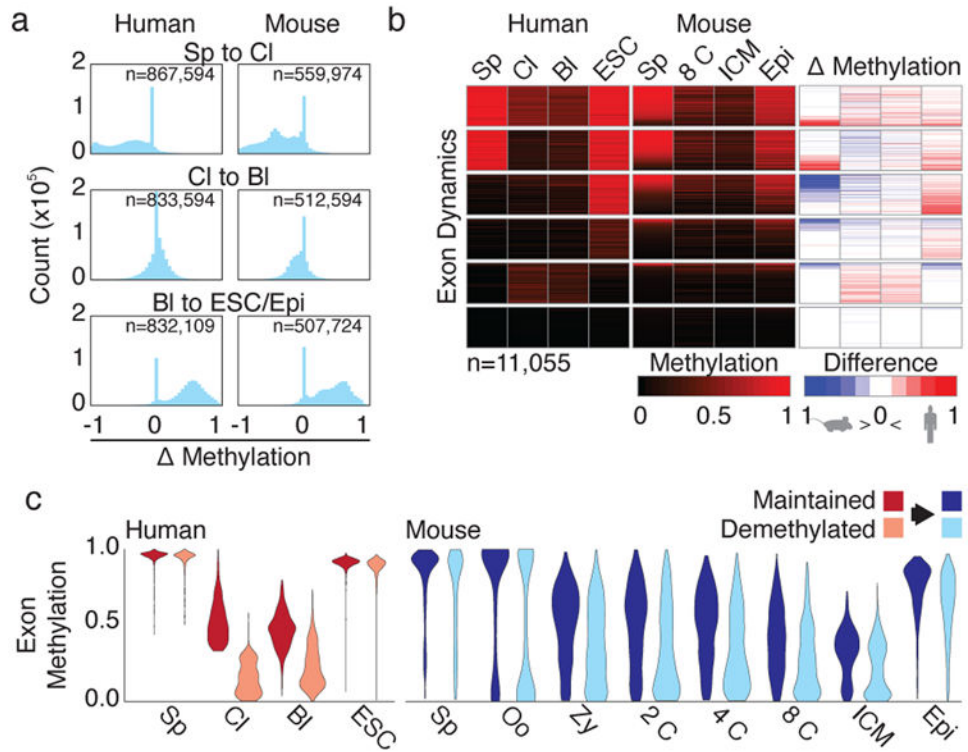 a
Human Mouse
Sp to Cl
2
1
0
n=867,594
n=559,974
Cl to Bl
2
1
0
n=833,594
n=512,594
Bl to ESC/Epi
2
1
0
n=832,109
n=507,724
Count (x10⁵)
-1 0 1 -1 0 1
Δ Methylation
b
Human Mouse
Sp Cl Bl ESC Sp 8 C ICM Epi
Δ Methylation
Exon Dynamics
n=11,055
Methylation
0 0.5 1
Difference
1 > 0 < 1
c
Human
Mouse
Maintained
Demethylated
Exon
Methylation
1.0
0.5
0.0
Sp Cl Bl ESC Sp Oo Zy 2 C 4 C 8 C ICM Epi